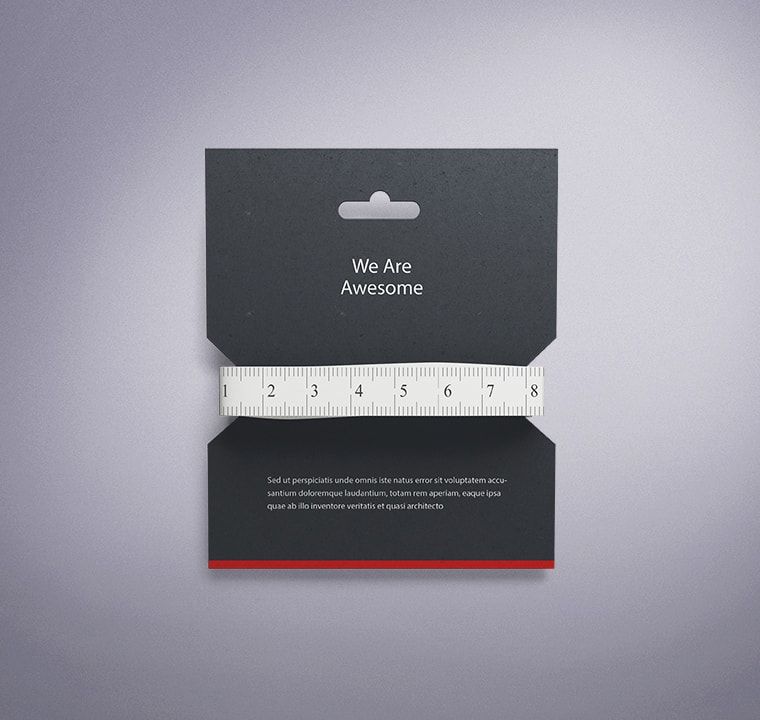 We Are
Awesome
1 2 3 4 5 6 7 8
Sed ut perspiciatis unde omnis iste natus error sit voluptatem accu-
santium doloremque laudantium, totam rem aperiam, eaque ipsa
quae ab illo inventore veritatis et quasi architecto